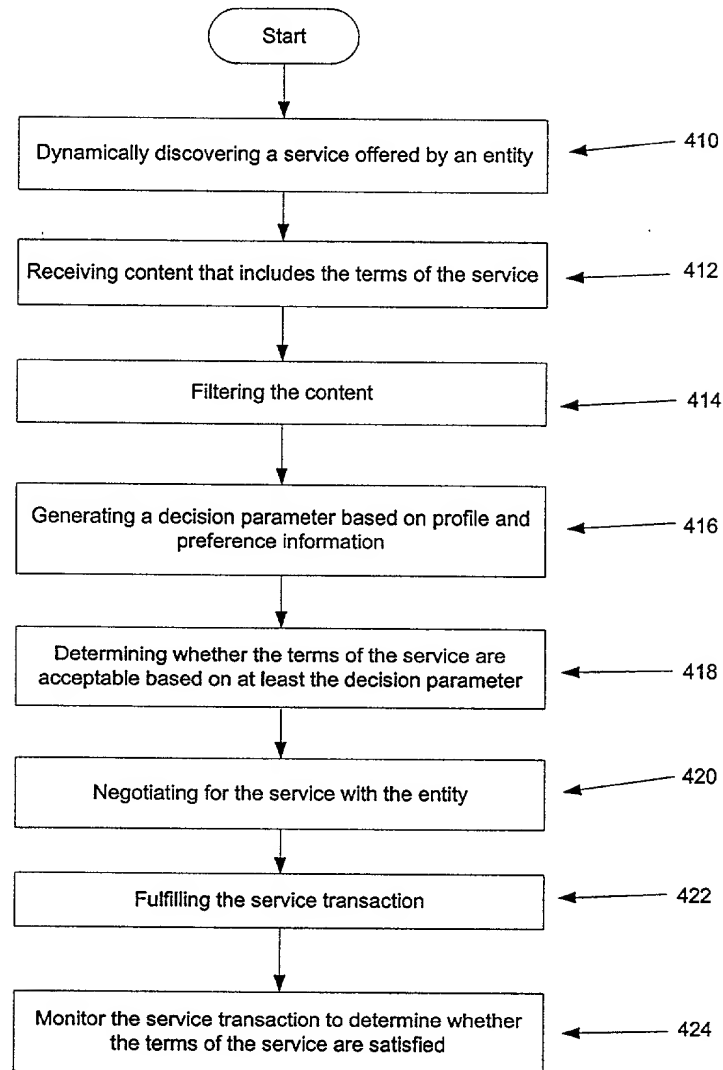 Start
Dynamically discovering a service offered by an entity
410
Receiving content that includes the terms of the service
412
Filtering the content
414
Generating a decision parameter based on profile and
preference information
416
Determining whether the terms of the service are
acceptable based on at least the decision parameter
418
Negotiating for the service with the entity
420
Fulfilling the service transaction
422
Monitor the service transaction to determine whether
the terms of the service are satisfied
424